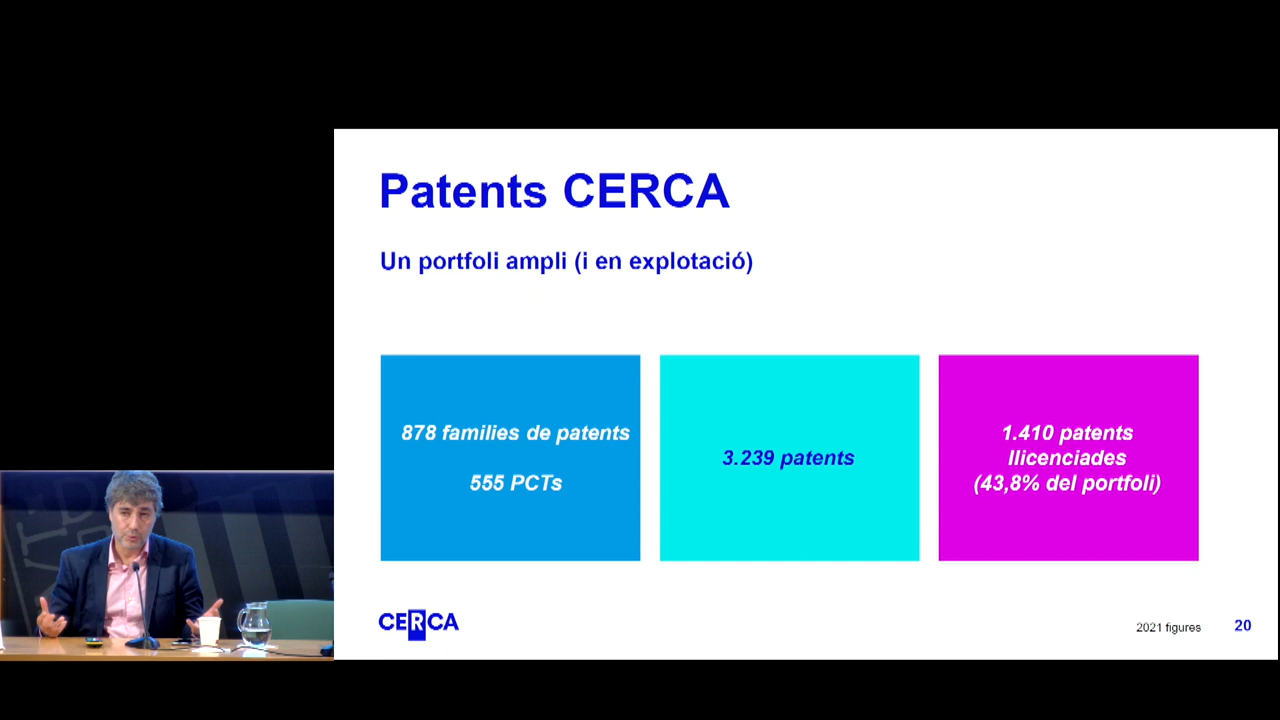 Patents CERCA
Un portfoli ampli (i en explotació)
878 families de patents
555 PCTs
3.239 patents
1.410 patents
llicenciades
(43,8% del portfoli)
CERCA
2021 figures
20